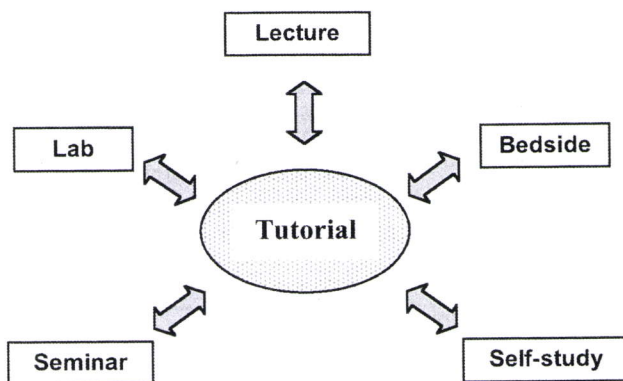 Lecture
Lab
Bedside
Tutorial
Seminar
Self-study